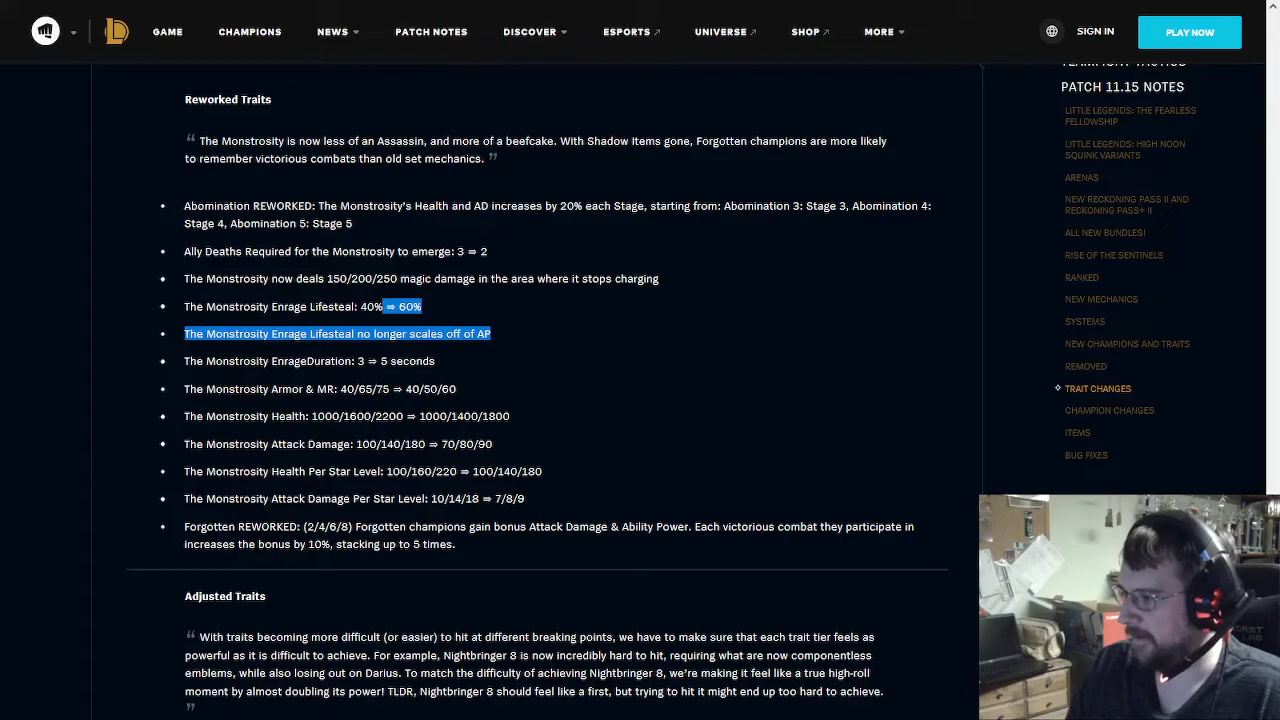 GAME CHAMPIONS NEWS PATCH NOTES DISCOVER ESPORTS UNIVERSE SHOP MORE SIGN IN PLAY NOW
Reworked Traits
“ The Monstrosity is now less of an Assassin, and more of a beefcake. With Shadow Items gone, Forgotten champions are more likely
to remember victorious combats than old set mechanics. ”
• Abomination REWORKED: The Monstrosity's Health and AD increases by 20% each Stage, starting from: Abomination 3: Stage 3, Abomination 4:
Stage 4, Abomination 5: Stage 5
• Ally Deaths Required for the Monstrosity to emerge: 3 ⇒ 2
• The Monstrosity now deals 150/200/250 magic damage in the area where it stops charging
• The Monstrosity Enrage Lifesteal: 40% ⇒ 60%
• The Monstrosity Enrage Lifesteal no longer scales off of AP
• The Monstrosity EnrageDuration: 3 ⇒ 5 seconds
• The Monstrosity Armor & MR: 40/65/75 ⇒ 40/50/60
• The Monstrosity Health: 1000/1600/2200 ⇒ 1000/1400/1800
• The Monstrosity Attack Damage: 100/140/180 ⇒ 70/80/90
• The Monstrosity Health Per Star Level: 100/160/220 ⇒ 100/140/180
• The Monstrosity Attack Damage Per Star Level: 10/14/18 ⇒ 7/8/9
• Forgotten REWORKED: (2/4/6/8) Forgotten champions gain bonus Attack Damage & Ability Power. Each victorious combat they participate in
increases the bonus by 10%, stacking up to 5 times.
Adjusted Traits
“ With traits becoming more difficult (or easier) to hit at different breaking points, we have to make sure that each trait tier feels as
powerful as it is difficult to achieve. For example, Nightbringer 8 is now incredibly hard to hit, requiring what are now componentless
emblems, while also losing out on Darius. To match the difficulty of achieving Nightbringer 8, we're making it feel like a true high-roll
moment by almost doubling its power! TLDR, Nightbringer 8 should feel like a first, but trying to hit it might end up too hard to achieve.
”
TEAMFIGHT TACTICS
PATCH 11.15 NOTES
LITTLE LEGENDS: THE FEARLESS
FELLOWSHIP
LITTLE LEGENDS: HIGH NOON
SQUINK VARIANTS
ARENAS
NEW RECKONING PASS II AND
RECKONING PASS+ II
ALL NEW BUNDLES!
RISE OF THE SENTINELS
RANKED
NEW MECHANICS
SYSTEMS
NEW CHAMPIONS AND TRAITS
REMOVED
TRAIT CHANGES
CHAMPION CHANGES
ITEMS
BUG FIXES